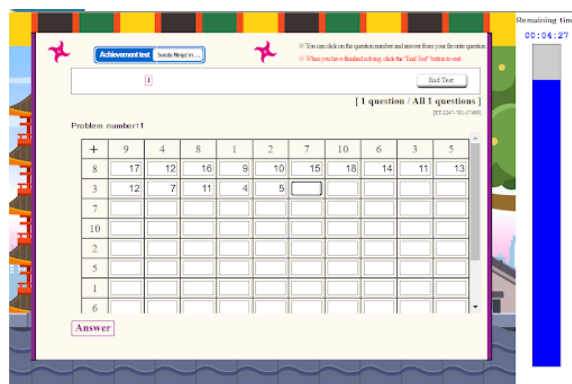 Remaining tim
00:04:27
※ You can click on the question number and answer from your favorite question
Achievement test
※ When you have finished solving, click the "End Test" button to exit.
1
End Test
[ 1 question / All 1 questions ]
Problem number:1
+ 9 4 8 1 2 7 10 6 3 5
8 17 12 16 9 10 15 18 14 11 13
3 12 7 11 4 5
7
10
2
5
1
6
Answer